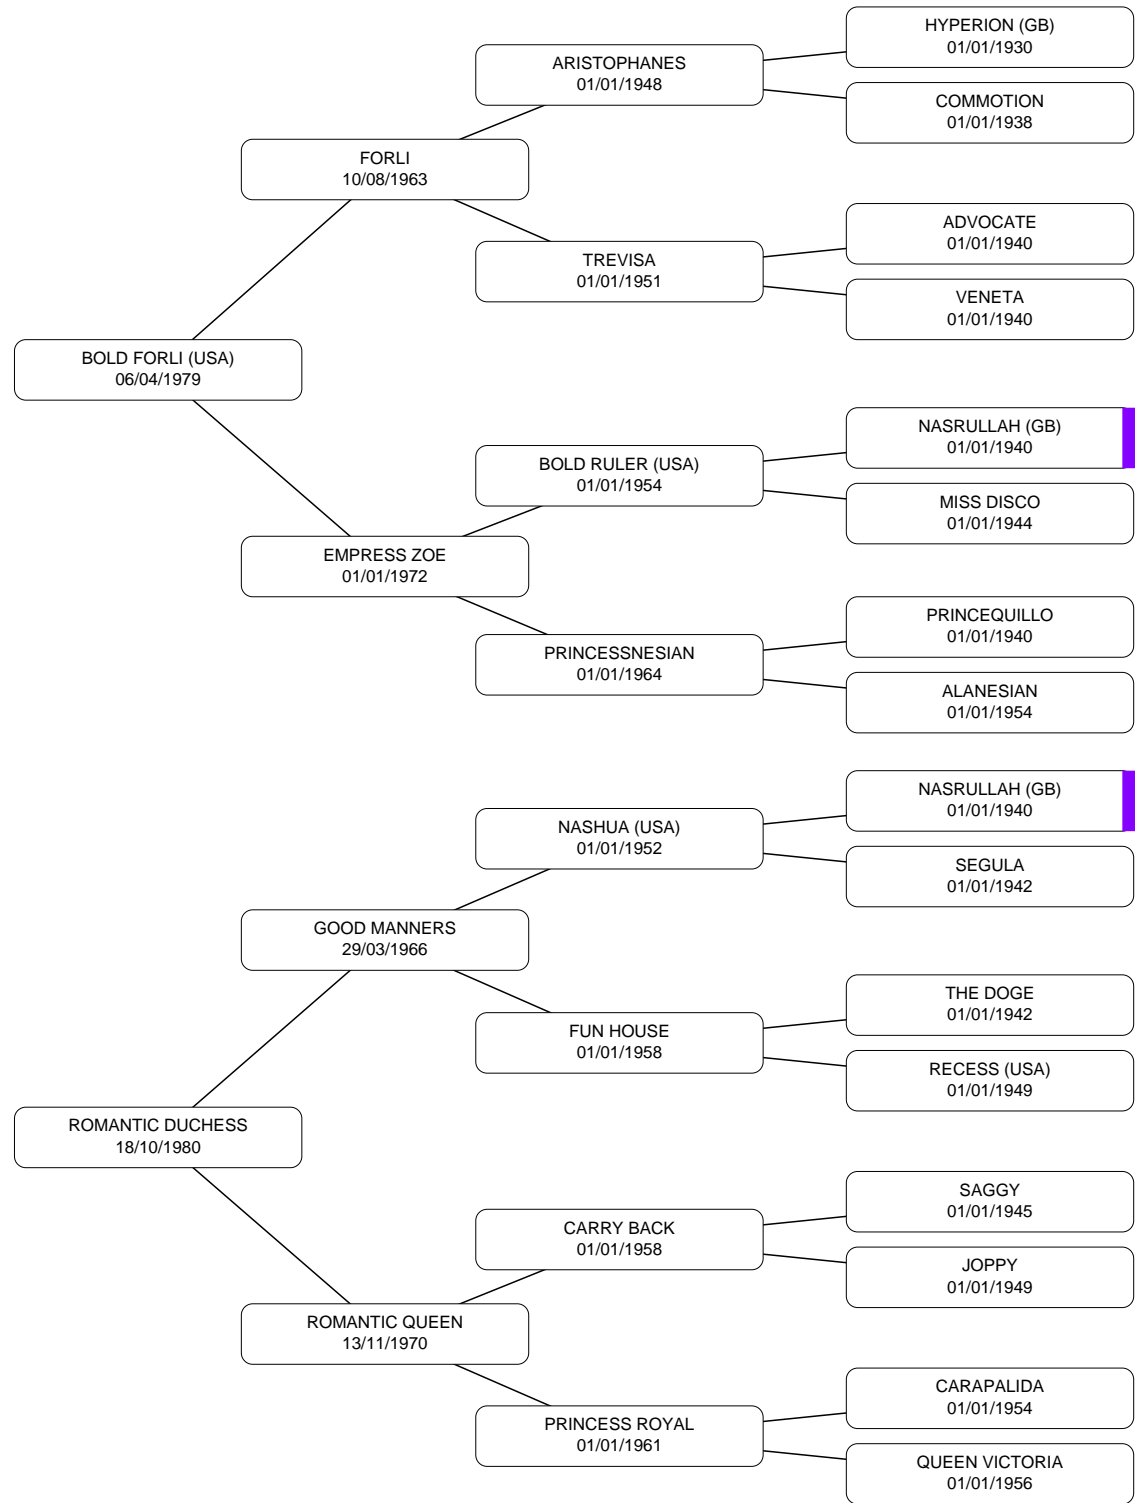 HYPERION (GB)
01/01/1930
ARISTOPHANES
01/01/1948
COMMOTION
01/01/1938
FORLI
10/08/1963
ADVOCATE
01/01/1940
TREVISA
01/01/1951
VENETA
01/01/1940
BOLD FORLI (USA)
06/04/1979
NASRULLAH (GB)
01/01/1940
BOLD RULER (USA)
01/01/1954
MISS DISCO
01/01/1944
EMPRESS ZOE
01/01/1972
PRINCEQUILLO
01/01/1940
PRINCESSNESIAN
01/01/1964
ALANESIAN
01/01/1954
NASRULLAH (GB)
01/01/1940
NASHUA (USA)
01/01/1952
SEGULA
01/01/1942
GOOD MANNERS
29/03/1966
THE DOGE
01/01/1942
FUN HOUSE
01/01/1958
RECESS (USA)
01/01/1949
ROMANTIC DUCHESS
18/10/1980
SAGGY
01/01/1945
CARRY BACK
01/01/1958
JOPPY
01/01/1949
ROMANTIC QUEEN
13/11/1970
CARAPALIDA
01/01/1954
PRINCESS ROYAL
01/01/1961
QUEEN VICTORIA
01/01/1956